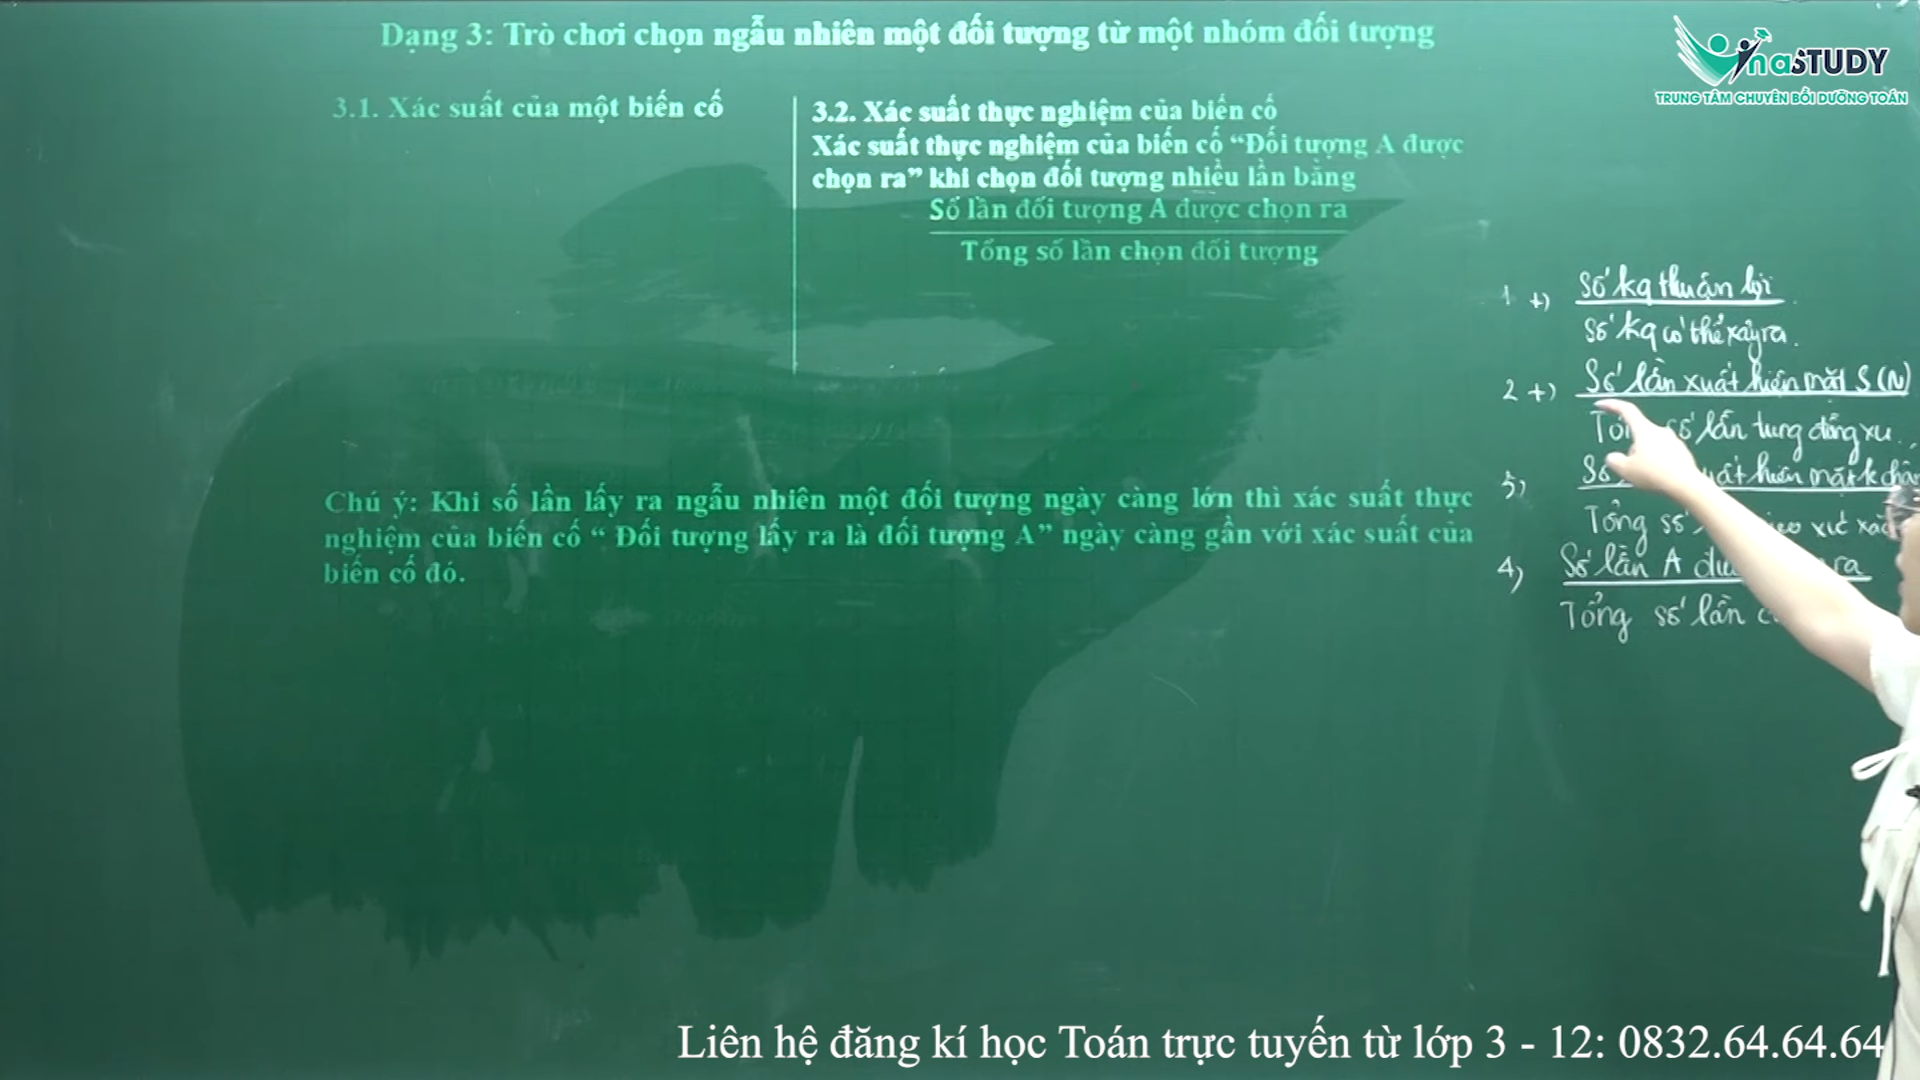 Dạng 3: Trò chơi chọn ngẫu nhiên một đối tượng từ một nhóm đối tượng
3.1. Xác suất của một biến cố
3.2. Xác suất thực nghiệm của biến cố
Xác suất thực nghiệm của biến cố “Đối tượng A được
chọn ra” khi chọn đối tượng nhiều lần bằng
Số lần đối tượng A được chọn ra
Tổng số lần chọn đối tượng
Chú ý: Khi số lần lấy ra ngẫu nhiên một đối tượng ngày càng lớn thì xác suất thực
nghiệm của biến cố “ Đối tượng lấy ra là đối tượng A” ngày càng gần với xác suất của
biến cố đó.
VinaSTUDY
TRUNG TÂM CHUYÊN BỒI DƯỠNG TOÁN
1 +) Số kq thuận lợi
Số kq có thể xảy ra.
2 +) Số lần xuất hiện mặt S (N)
số lần tung đồng xu.
3) Số hiện mặt k
Tổng số xúc
4) Số lần A ra
Tổng số lần
Liên hệ đăng kí học Toán trực tuyến từ lớp 3 - 12: 0832.64.64.64